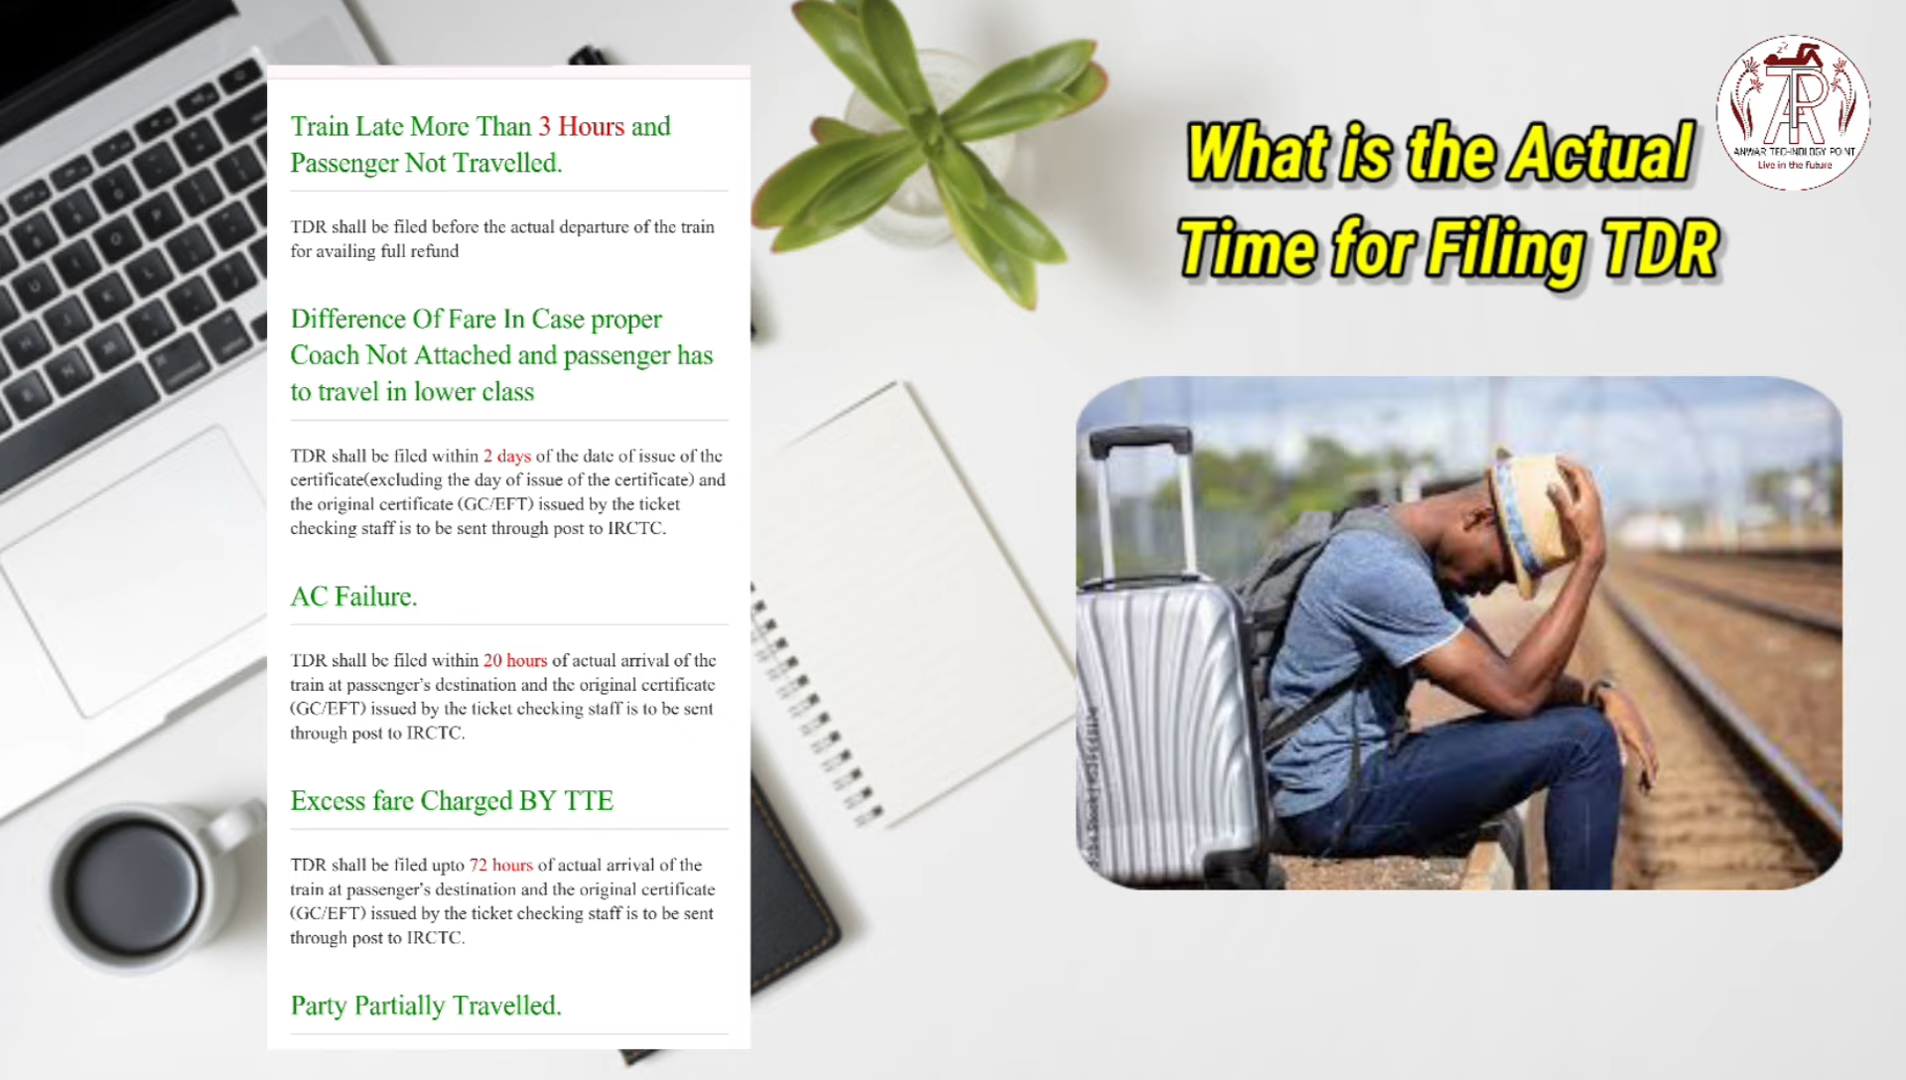 Train Late More Than 3 Hours and
Passenger Not Travelled.
TDR shall be filed before the actual departure of the train
for availing full refund
Difference Of Fare In Case proper
Coach Not Attached and passenger has
to travel in lower class
TDR shall be filed within 2 days of the date of issue of the
certificate(excluding the day of issue of the certificate) and
the original certificate (GC/EFT) issued by the ticket
checking staff is to be sent through post to IRCTC.
AC Failure.
TDR shall be filed within 20 hours of actual arrival of the
train at passenger's destination and the original certificate
(GC/EFT) issued by the ticket checking staff is to be sent
through post to IRCTC.
Excess fare Charged BY TTE
TDR shall be filed upto 72 hours of actual arrival of the
train at passenger's destination and the original certificate
(GC/EFT) issued by the ticket checking staff is to be sent
through post to IRCTC.
Party Partially Travelled.
What is the Actual
Time for Filing TDR
ANWAR TECHNOLOGY POINT
Live in the future